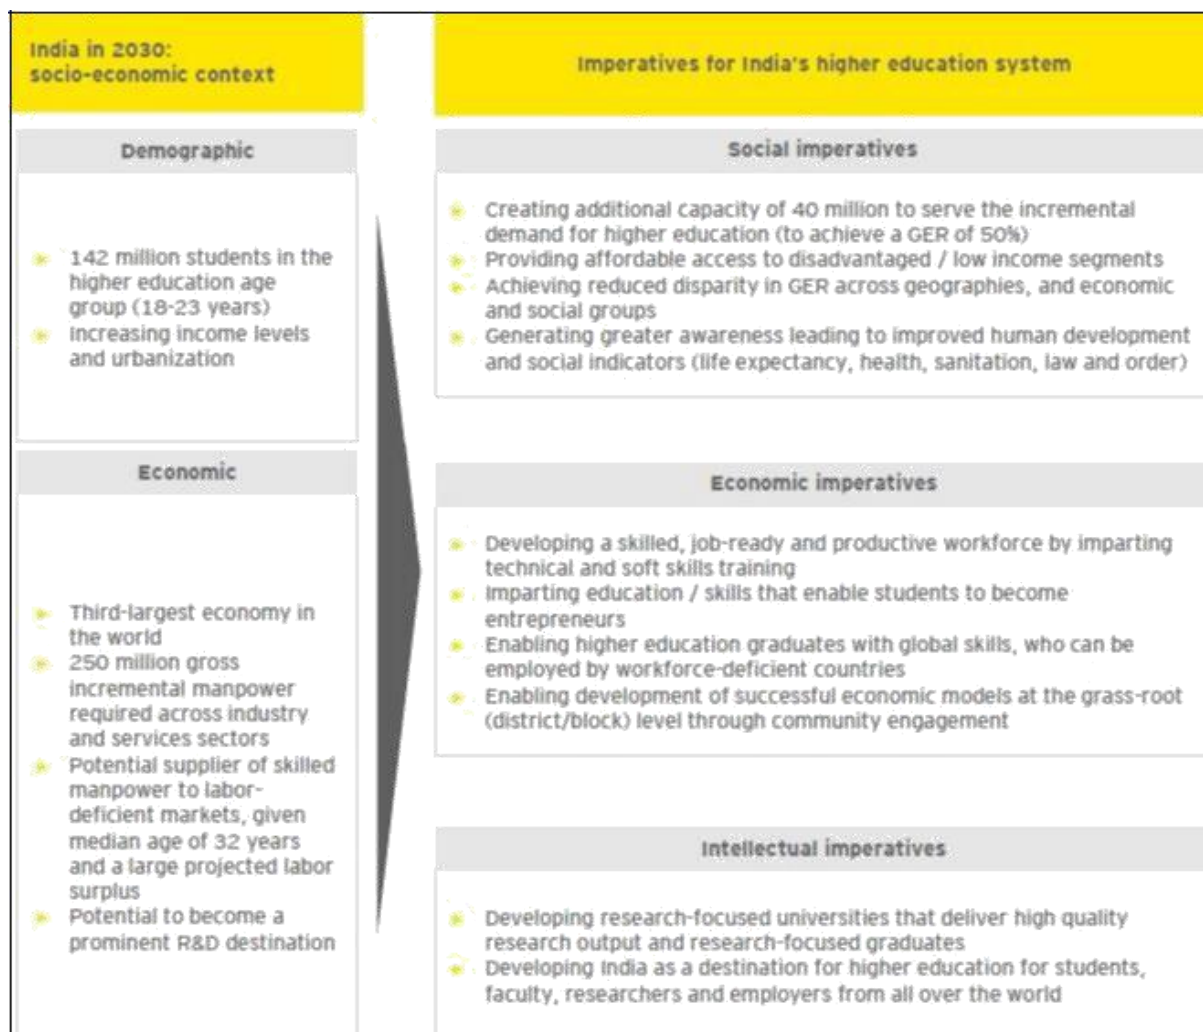 India in 2030:
socio-economic context
Demographic
142 million students in the
higher education age
group (18-23 years)
Increasing income levels
and urbanization
Economic
Third-largest economy in
the world
250 million gross
incremental manpower
required across industry
and services sectors
Potential supplier of skilled
manpower to labor-
deficient markets, given
median age of 32 years
and a large projected labor
surplus
Potential to become a
prominent R&D destination
Imperatives for India's higher education system
Social imperatives
Creating additional capacity of 40 million to serve the incremental
demand for higher education (to achieve a GER of 50%)
Providing affordable access to disadvantaged / low income segments
Achieving reduced disparity in GER across geographies, and economic
and social groups
Generating greater awareness leading to improved human development
and social indicators (life expectancy, health, sanitation, law and order)
Economic imperatives
Developing a skilled, job-ready and productive workforce by imparting
technical and soft skills training
Imparting education / skills that enable students to become
entrepreneurs
Enabling higher education graduates with global skills, who can be
employed by workforce-deficient countries
Enabling development of successful economic models at the grass-root
(district/block) level through community engagement
Intellectual imperatives
Developing research-focused universities that deliver high quality
research output and research-focused graduates
Developing India as a destination for higher education for students,
faculty, researchers and employers from all over the world